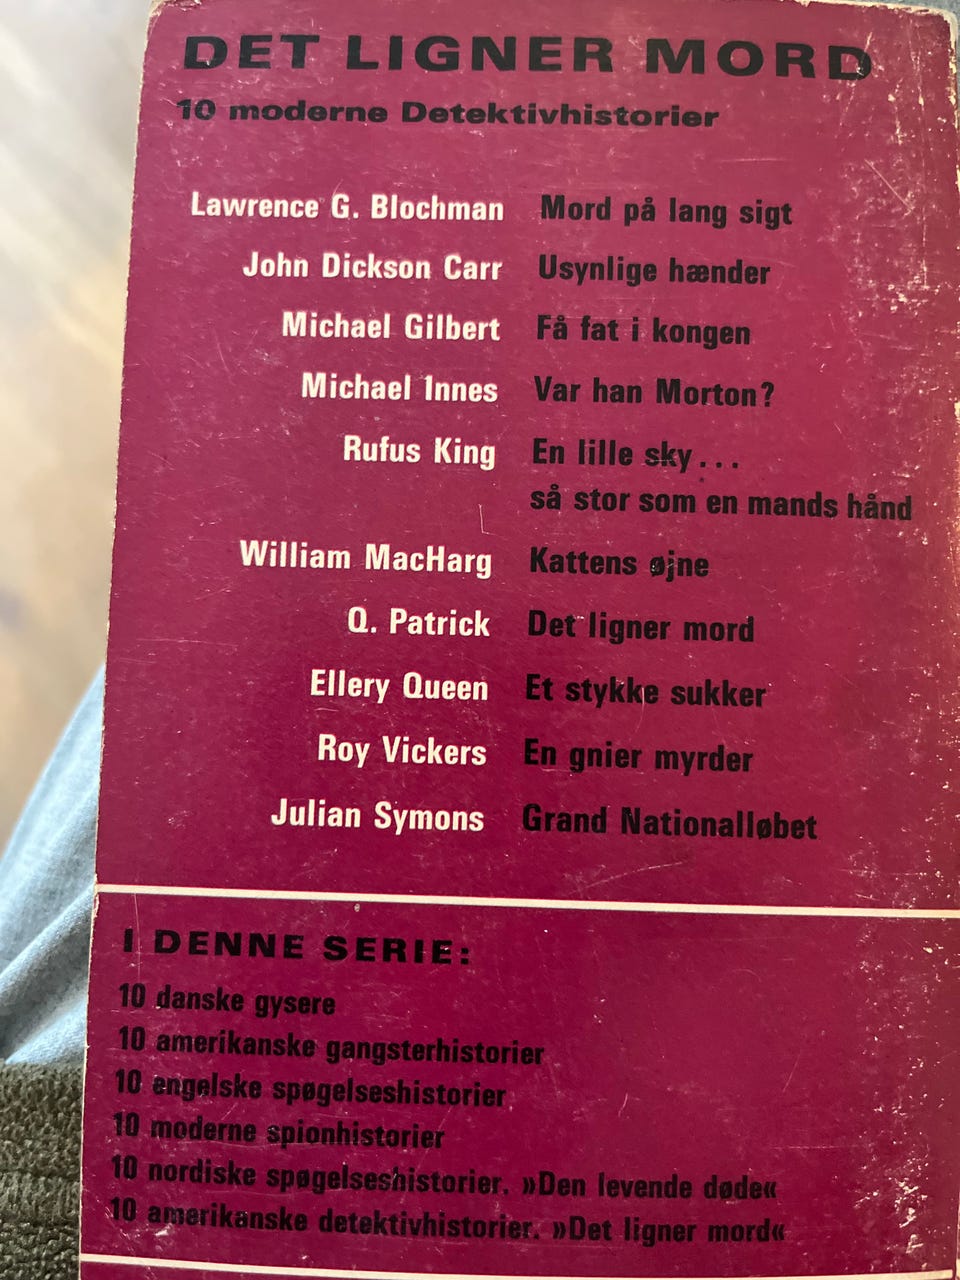 DET LIGNER MORD
10 moderne Detektivhistorier
Lawrence G. Blochman Mord på lang sigt
John Dickson Carr Usynlige hænder
Michael Gilbert Få fat i kongen
Michael Innes Var han Morton?
Rufus King En lille sky...
så stor som en mands hånd
William MacHarg Kattens øjne
Q. Patrick Det ligner mord
Ellery Queen Et stykke sukker
Roy Vickers En gnier myrder
Julian Symons Grand Nationalløbet
I DENNE SERIE:
10 danske gysere
10 amerikanske gangsterhistorier
10 engelske spøgelseshistorier
10 moderne spionhistorier
10 nordiske spøgelseshistorier. »Den levende døde«
10 amerikanske detektivhistorier. »Det ligner mord«